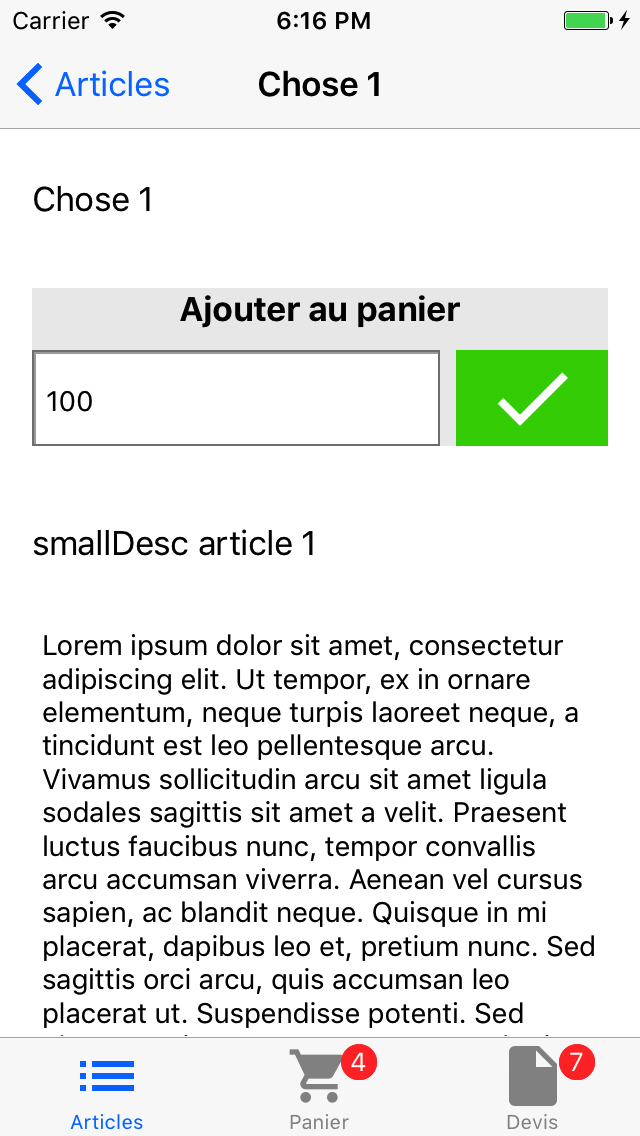 Carrier 6:16 PM
Articles Chose 1
Chose 1
Ajouter au panier
100
smallDesc article 1
Lorem ipsum dolor sit amet, consectetur
adipiscing elit. Ut tempor, ex in ornare
elementum, neque turpis laoreet neque, a
tincidunt est leo pellentesque arcu.
Vivamus sollicitudin arcu sit amet ligula
sodales sagittis sit amet a velit. Praesent
luctus faucibus nunc, tempor convallis
arcu accumsan viverra. Aenean vel cursus
sapien, ac blandit neque. Quisque in mi
placerat, dapibus leo et, pretium nunc. Sed
sagittis orci arcu, quis accumsan leo
placerat ut. Suspendisse potenti. Sed
4 7
Articles Panier Devis